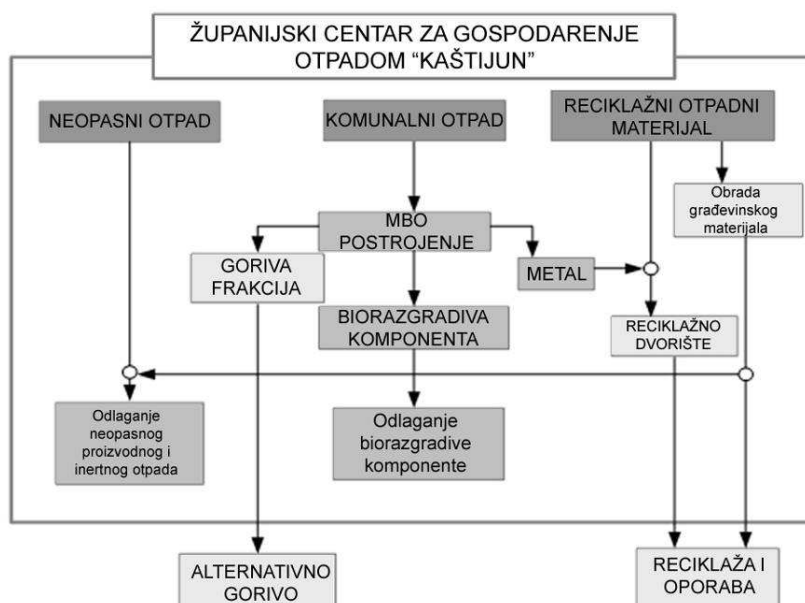 ŽUPANIJSKI CENTAR ZA GOSPODARENJE
OTPADOM “KAŠTIJUN”
NEOPASNI OTPAD
KOMUNALNI OTPAD
RECIKLAŽNI OTPADNI
MATERIJAL
MBO
POSTROJENJE
Obrada
građevinskog
materijala
GORIVA
FRAKCIJA
METAL
BIORAZGRADIVA
KOMPONENTA
RECIKLAŽNO
DVORIŠTE
Odlaganje
neopasnog
proizvodnog i
inertnog otpada
Odlaganje
biorazgradive
komponente
ALTERNATIVNO
GORIVO
RECIKLAŽA I
OPORABA